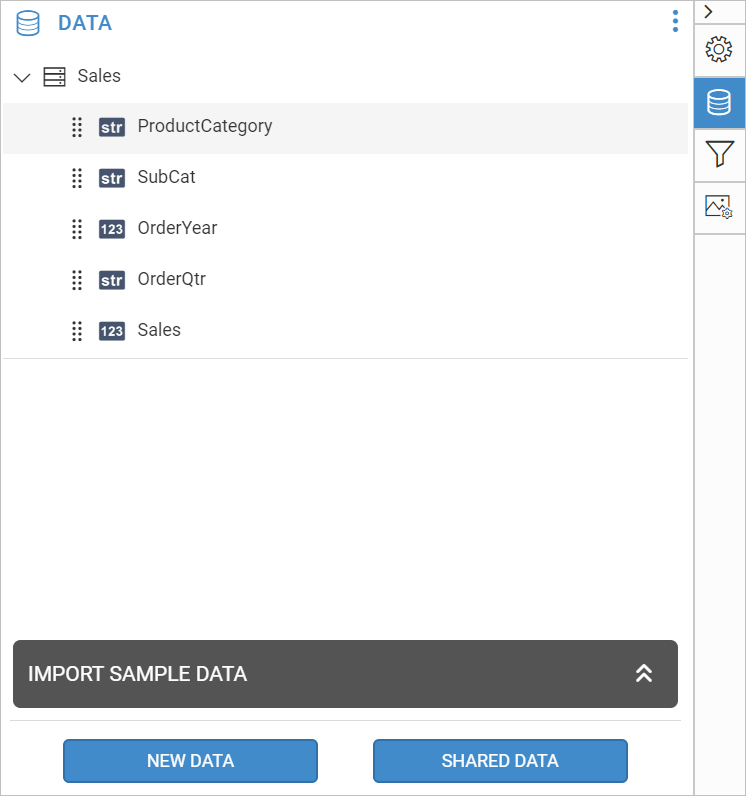 DATA
Sales
str ProductCategory
str SubCat
123 OrderYear
str OrderQtr
123 Sales
IMPORT SAMPLE DATA
NEW DATA
SHARED DATA